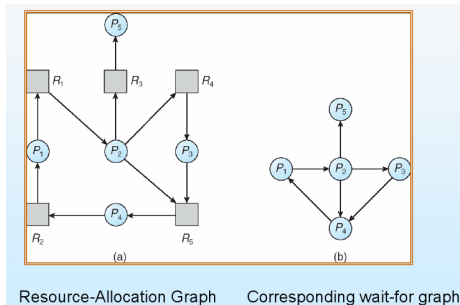 P5
R1
R3
R4
P1
P2
P3
P4
R2
R5
(a)
P5
P1
P2
P3
P4
(b)
Resource-Allocation Graph
Corresponding wait-for graph